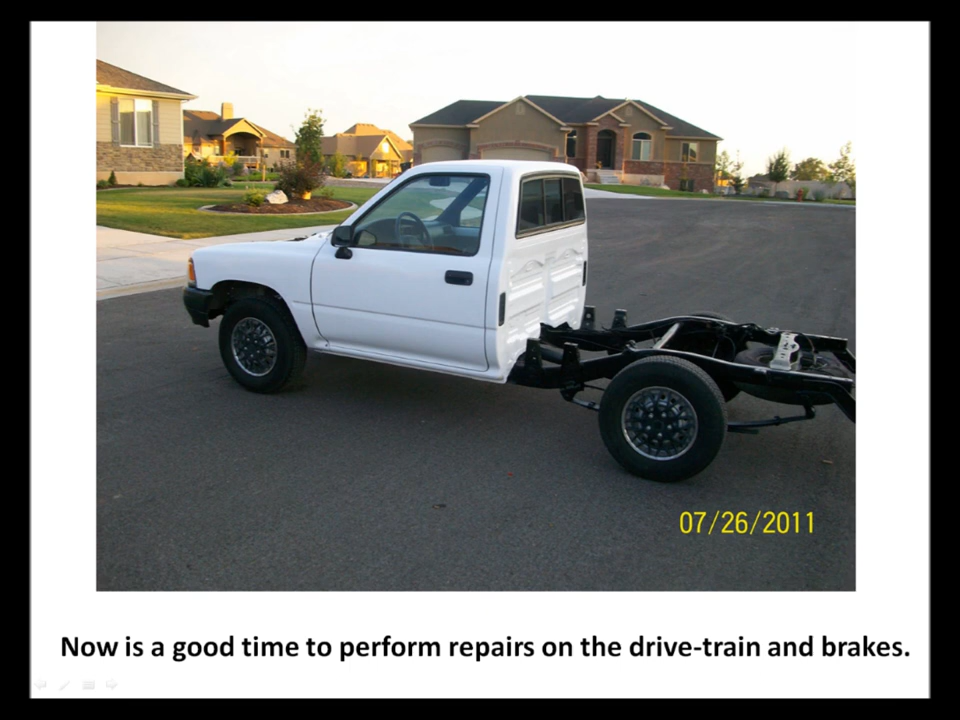 07/26/2011
Now is a good time to perform repairs on the drive-train and brakes.